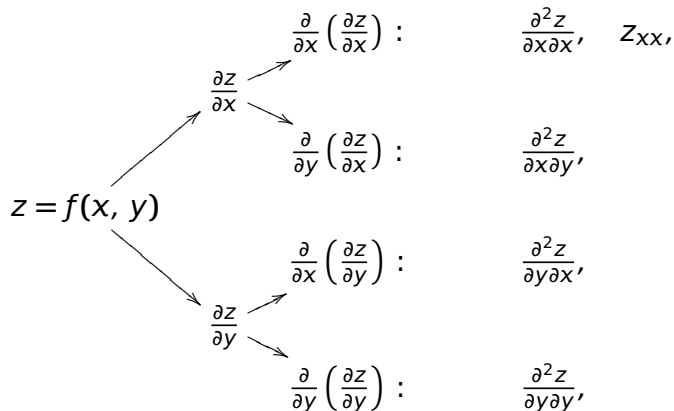 ∂/∂x (∂z/∂x) : ∂²z/∂x∂x, z_xx,
∂z/∂x
∂/∂y (∂z/∂x) : ∂²z/∂x∂y,
z = f(x, y)
∂/∂x (∂z/∂y) : ∂²z/∂y∂x,
∂z/∂y
∂/∂y (∂z/∂y) : ∂²z/∂y∂y,